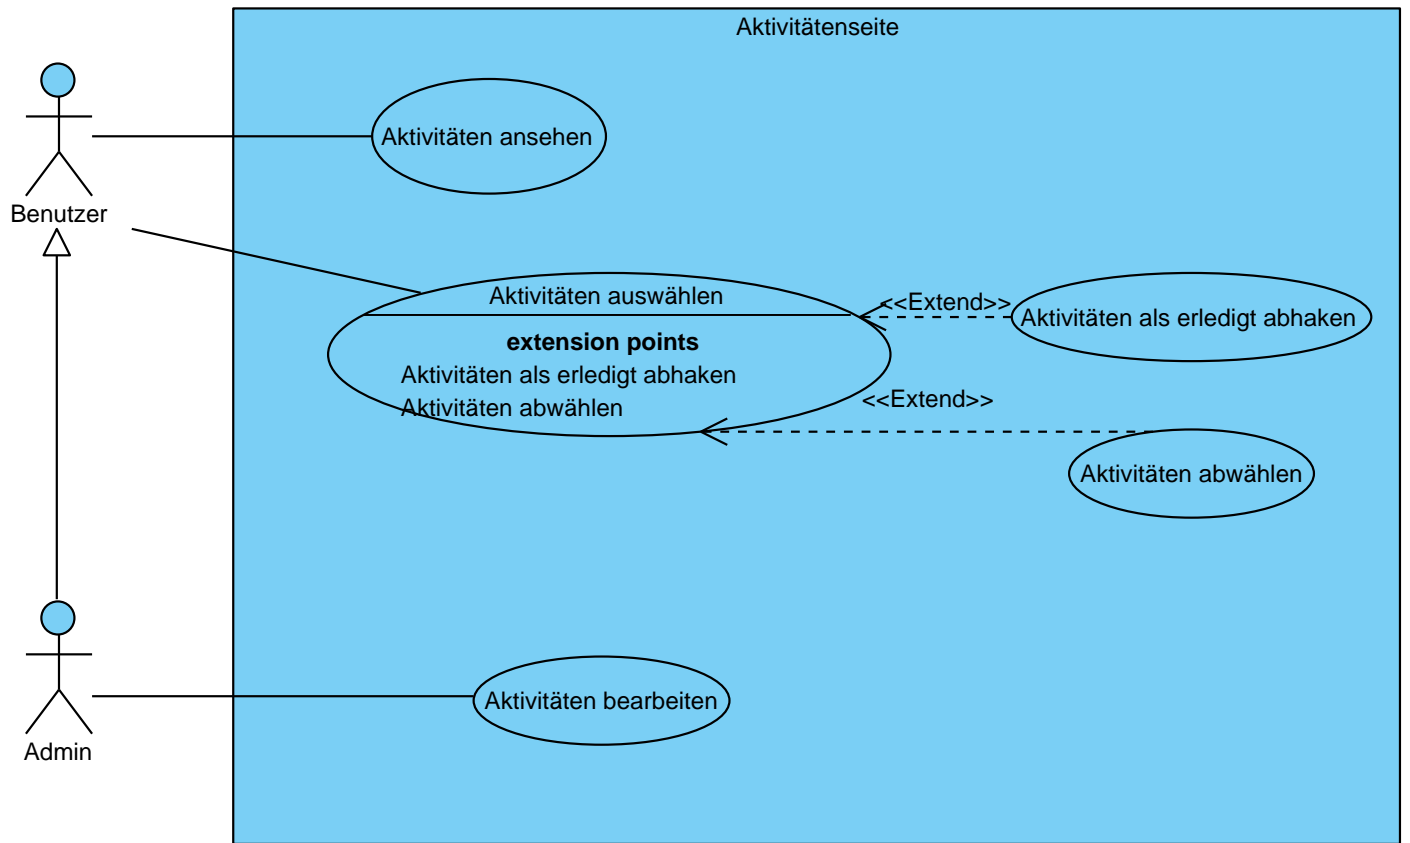 Aktivitätenseite
Aktivitäten ansehen
Benutzer
Aktivitäten auswählen
<<Extend>>
Aktivitäten als erledigt abhaken
extension points
Aktivitäten als erledigt abhaken
Aktivitäten abwählen
<<Extend>>
Aktivitäten abwählen
Aktivitäten bearbeiten
Admin